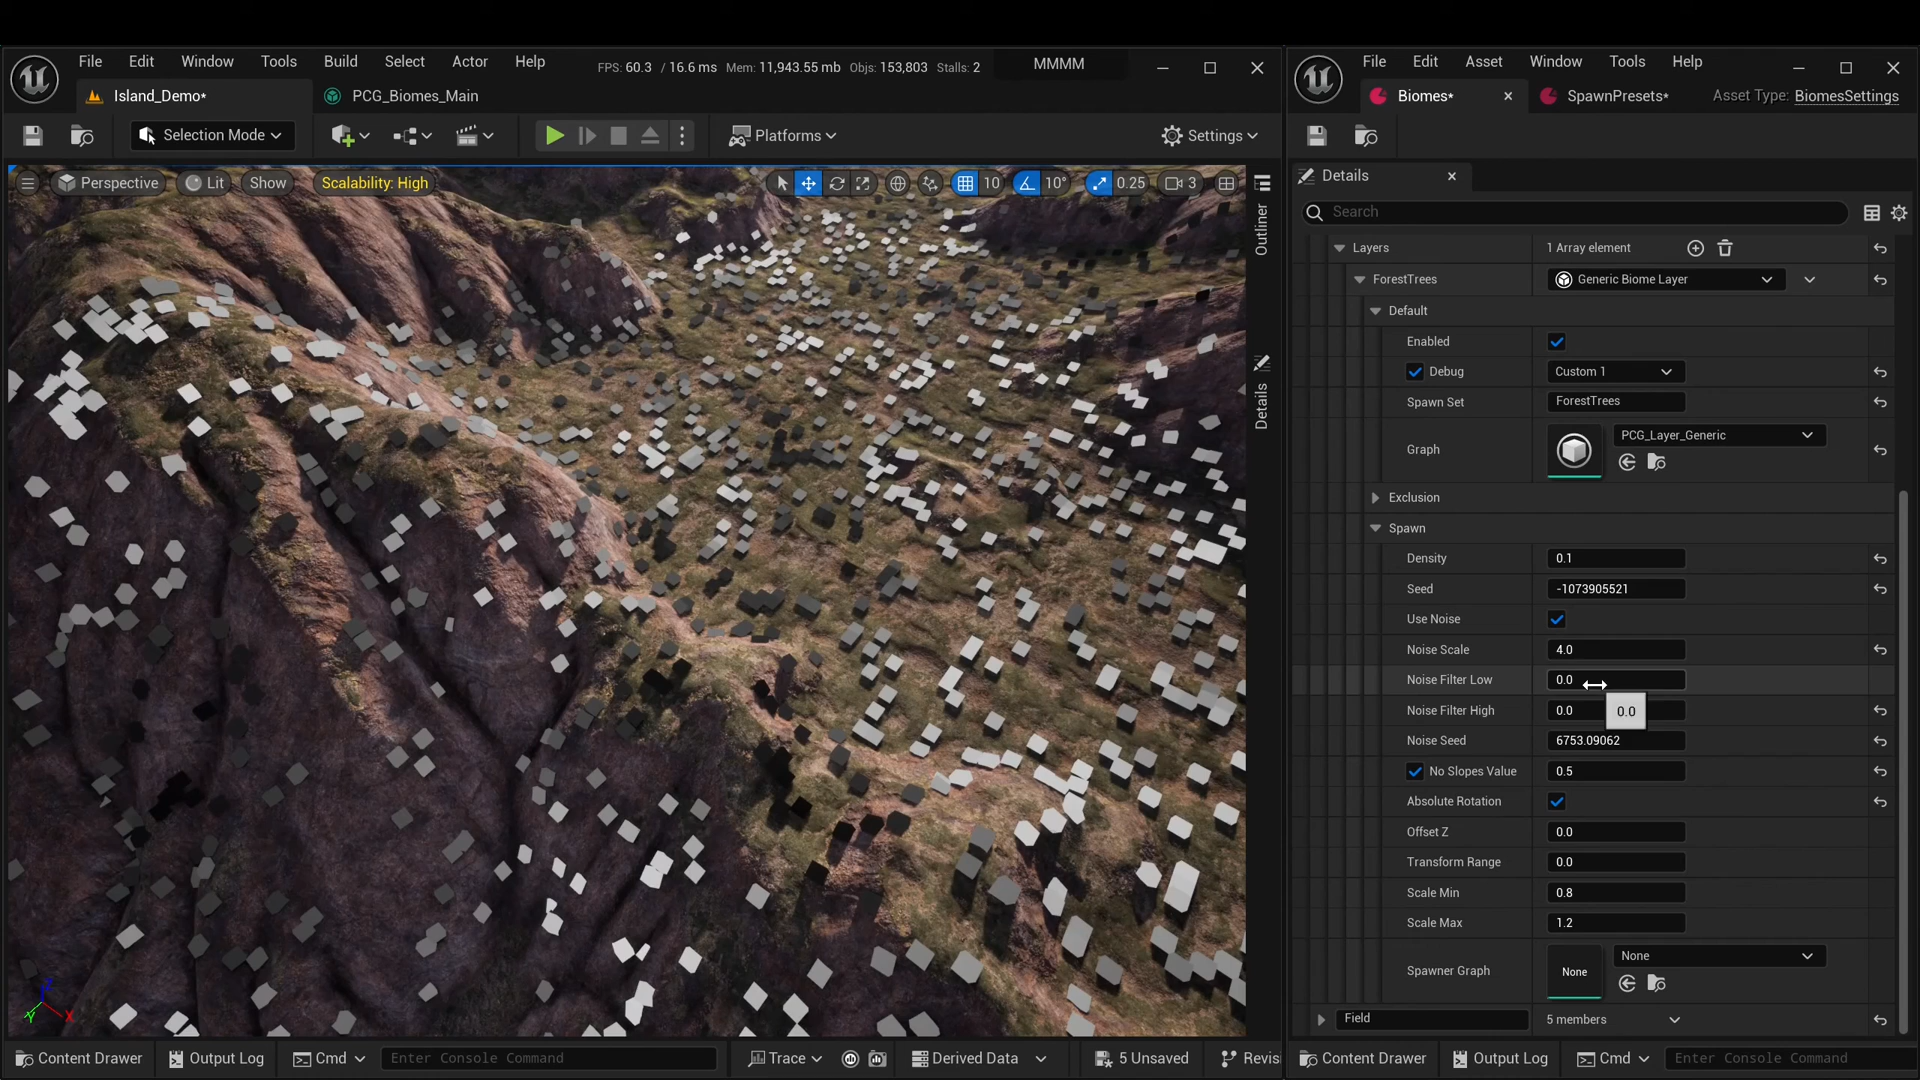 File Edit Window Tools Build Select Actor Help FPS: 60.3 / 16.6 ms Mem: 11,943.55 mb Objs: 153,803 Stalls: 2 MMMM
Island_Demo* PCG_Biomes_Main
Selection Mode Platforms Settings
Perspective Lit Show Scalability: High 10 10° 0.25 3
Outliner
Details
Z
Y X
Content Drawer Output Log Cmd Enter Console Command Trace Derived Data 5 Unsaved Revis
File Edit Asset Window Tools Help
Biomes* SpawnPresets* Asset Type: BiomesSettings
Details
Search
Layers 1 Array element
ForestTrees Generic Biome Layer
Default
Enabled
Debug Custom 1
Spawn Set ForestTrees
Graph PCG_Layer_Generic
Exclusion
Spawn
Density 0.1
Seed -1073905521
Use Noise
Noise Scale 4.0
Noise Filter Low 0.0
Noise Filter High 0.0
0.0
Noise Seed 6753.09062
No Slopes Value 0.5
Absolute Rotation
Offset Z 0.0
Transform Range 0.0
Scale Min 0.8
Scale Max 1.2
Spawner Graph None None
Field 5 members
Content Drawer Output Log Cmd Enter Console Command